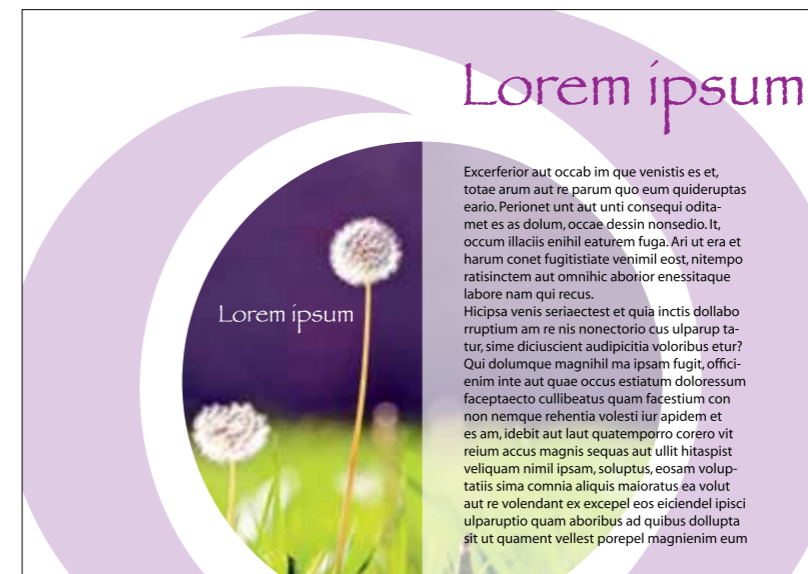 Lorem ipsum
Excerferior aut occab im que venistis es et,
totae arum aut re parum quo eum quideruptas
eario. Perionet unt aut unti consequi odita-
met es as dolum, occae dessin nonsedio. It,
occum illaciis enihil eaturem fuga. Ari ut era et
harum conet fugitistiate venimil eost, nitempo
ratisinctem aut omnihic aborior enessitaque
labore nam qui recus.
Hicipsa venis seriaectest et quia inctis dollabo
rruptium am re nis nonectorio cus ulparup ta-
tur, sime diciuscient audipicitia voloribus etur?
Qui dolumque magnihil ma ipsam fugit, offici-
enim inte aut quae occus estiatum doloressum
faceptaecto cullibeatus quam facestium con
non nemque rehentia volesti iur apidem et
es am, idebit aut laut quatemporro corero vit
reium accus magnis sequas aut ullit hitaspist
veliquam nimil ipsam, soluptus, eosam volup-
tatiis sima comnia aliquis maioratus ea volut
aut re volendant ex excepel eos eiciendel ipisci
ulparuptio quam aboribus ad quibus dollupta
sit ut quament vellest porepel magnienim eum
Lorem ipsum